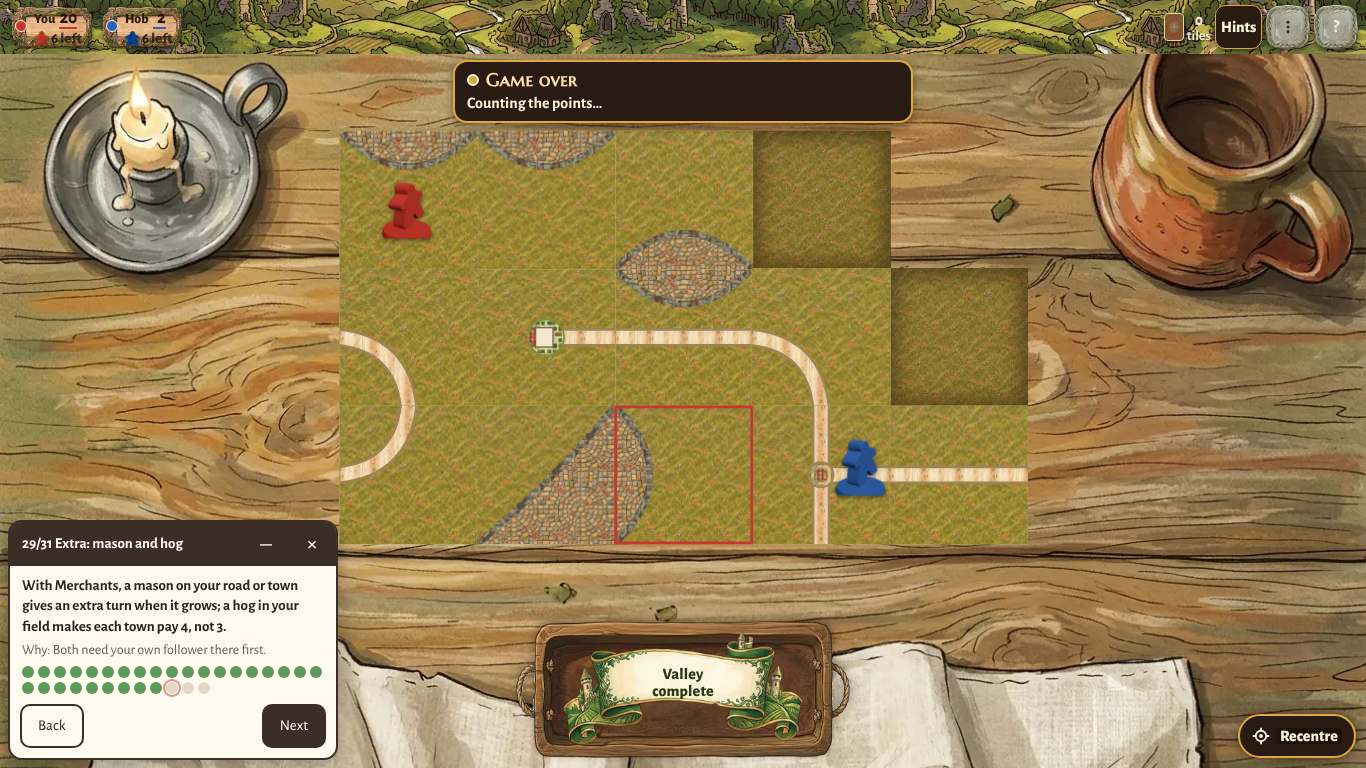 You 20
6 left
Hob 2
6 left
0
tiles
Hints
?
Game over
Counting the points...
29/31 Extra: mason and hog
With Merchants, a mason on your road or town
gives an extra turn when it grows; a hog in your
field makes each town pay 4, not 3.
Why: Both need your own follower there first.
Back
Next
Valley
complete
Recentre